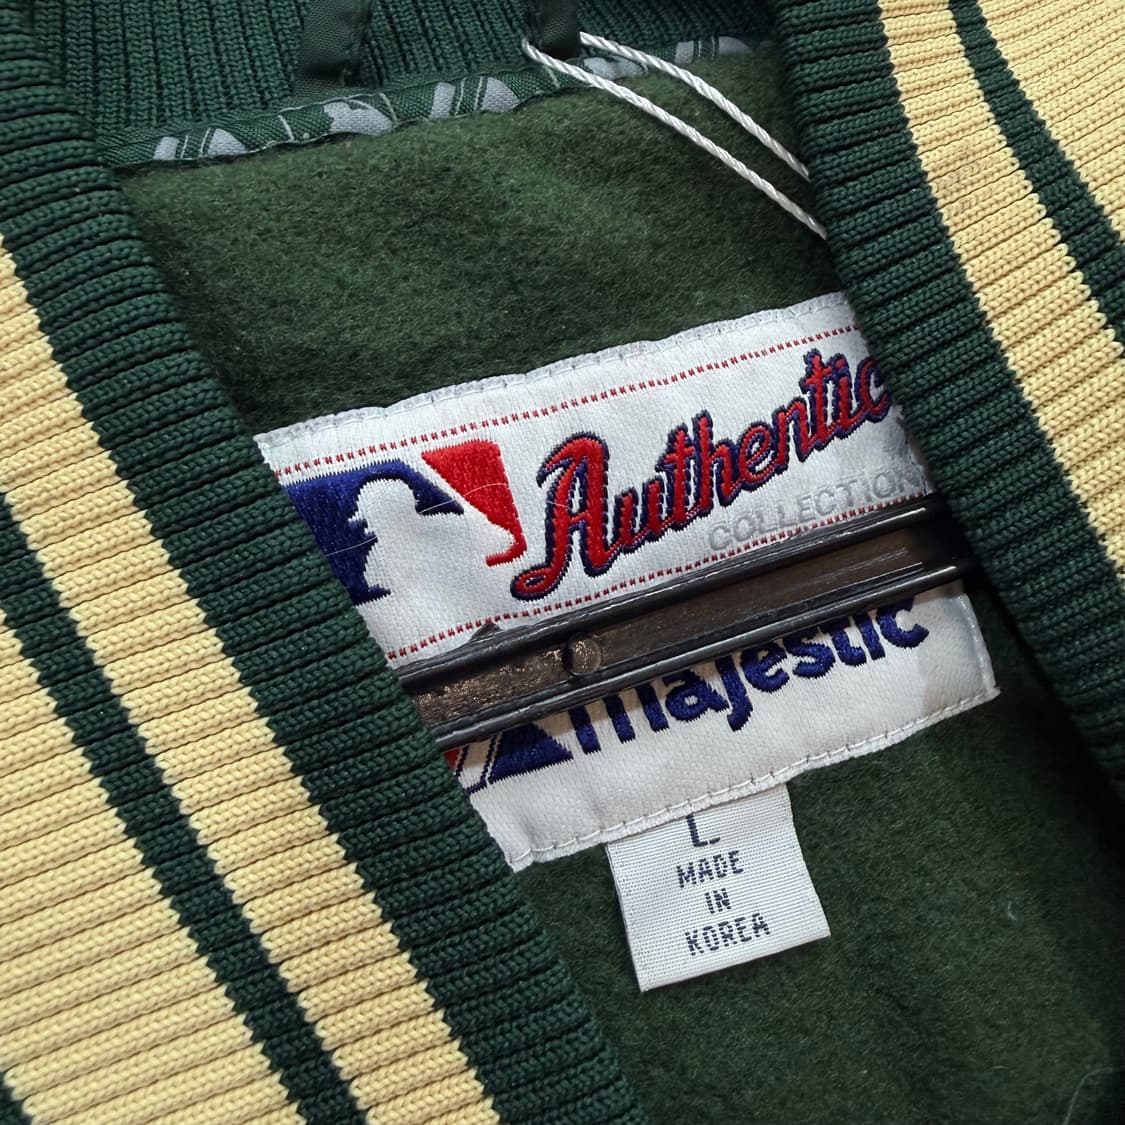 Authentic
COLLECTION
majestic
L
MADE
IN
KOREA